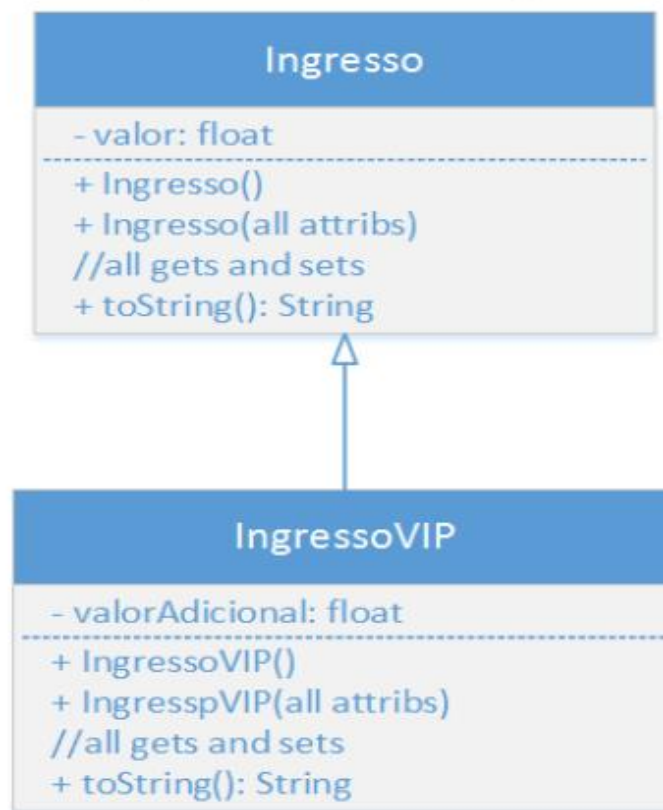 Ingresso
- valor: float
+ Ingresso()
+ Ingresso(all attribs)
//all gets and sets
+ toString(): String
IngressoVIP
- valorAdicional: float
+ IngressoVIP()
+ IngresspVIP(all attribs)
//all gets and sets
+ toString(): String